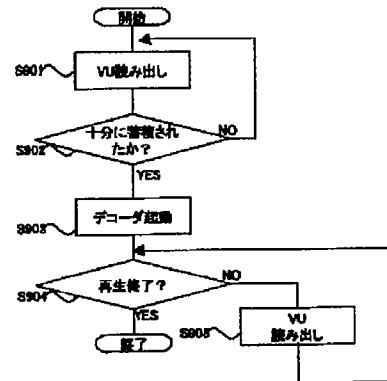 開始
S901
VU読み出し
十分に蓄積され
たか？
NO
S902
YES
S903
デコーダ起動
再生終了？
NO
S904
YES
S905
VU
読み出し
終了